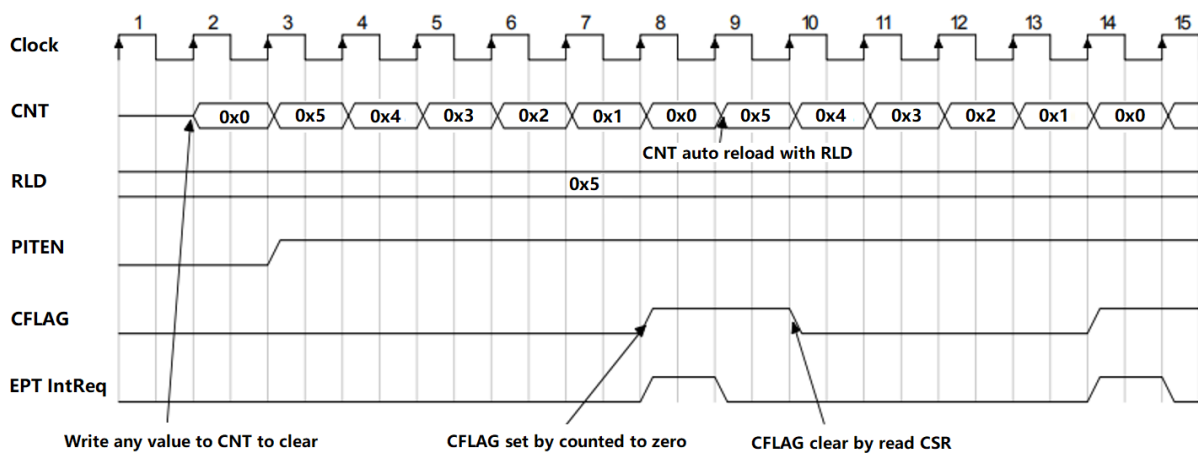 1 2 3 4 5 6 7 8 9 10 11 12 13 14 15
Clock
CNT 0x0 0x5 0x4 0x3 0x2 0x1 0x0 0x5 0x4 0x3 0x2 0x1 0x0
CNT auto reload with RLD
RLD 0x5
PITEN
CFLAG
EPT IntReq
Write any value to CNT to clear
CFLAG set by counted to zero
CFLAG clear by read CSR